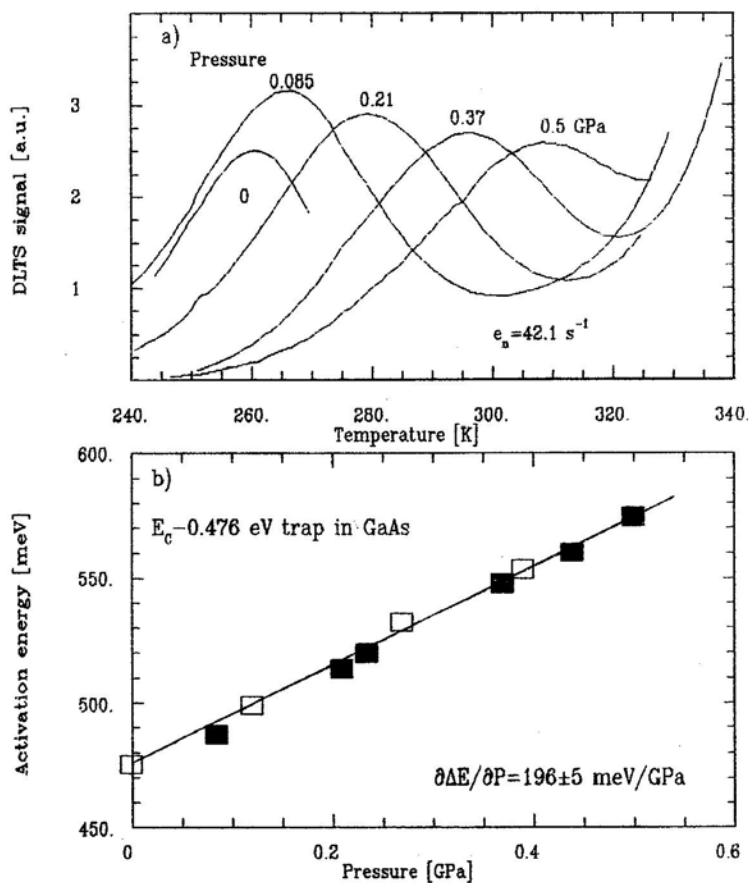 a)
Pressure
0.085
0.21
0.37
0.5 GPa
0
3
2
1
DLTS signal [a.u.]
eₙ=42.1 s⁻¹
240. 260. 280. 300. 320. 340.
Temperature [K]
600.
b)
E_C−0.476 eV trap in GaAs
550.
500.
450.
Activation energy [meV]
∂ΔE/∂P=196±5 meV/GPa
0 0.2 0.4 0.6
Pressure [GPa]